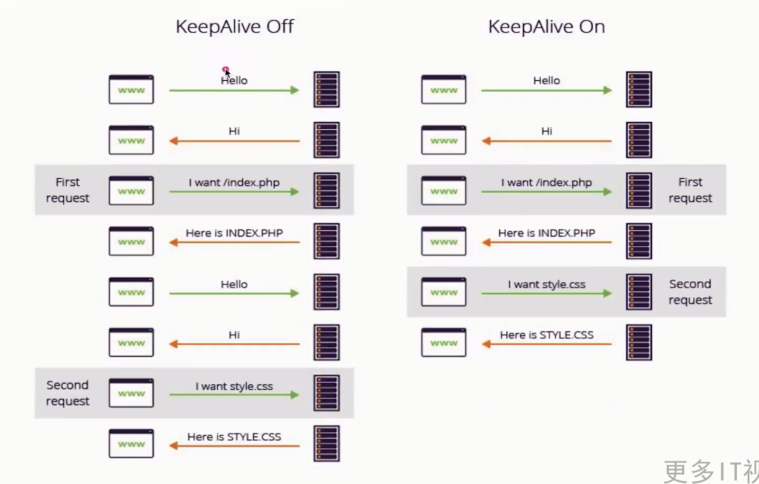 KeepAlive Off
www
Hello
www
Hi
First
request
www
I want /index.php
www
Here is INDEX.PHP
www
Hello
www
Hi
Second
request
www
I want style.css
www
Here is STYLE.CSS
KeepAlive On
www
Hello
www
Hi
www
I want /index.php
First
request
www
Here is INDEX.PHP
www
I want style.css
Second
request
www
Here is STYLE.CSS
更多IT视